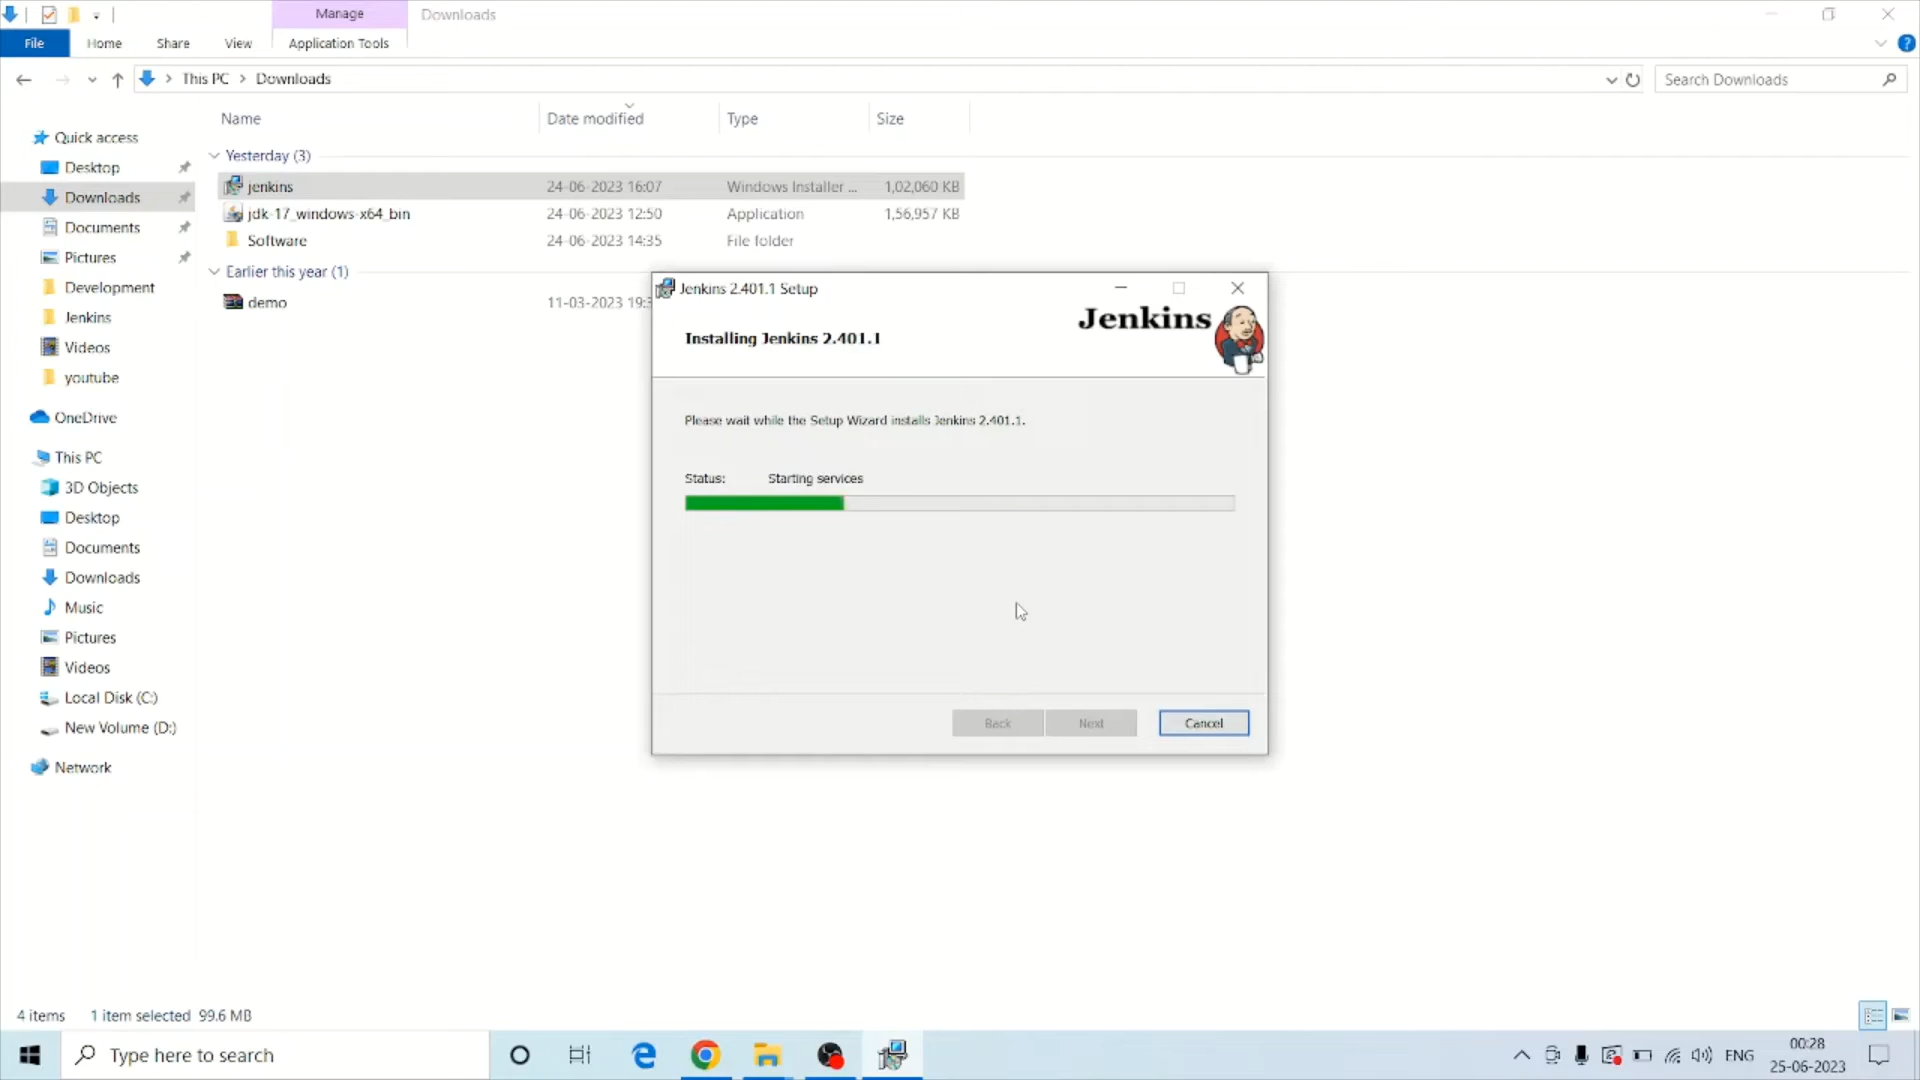 Manage
Downloads
File
Home
Share
View
Application Tools
This PC
Downloads
Search Downloads
Name
Date modified
Type
Size
Quick access
Desktop
Downloads
Documents
Pictures
Development
Jenkins
Videos
youtube
OneDrive
This PC
3D Objects
Desktop
Documents
Downloads
Music
Pictures
Videos
Local Disk (C:)
New Volume (D:)
Network
Yesterday (3)
jenkins 24-06-2023 16:07 Windows Installer ... 1,02,060 KB
jdk-17_windows-x64_bin 24-06-2023 12:50 Application 1,56,957 KB
Software 24-06-2023 14:35 File folder
Earlier this year (1)
demo 11-03-2023 19:3
Jenkins 2.401.1 Setup
Jenkins
Installing Jenkins 2.401.1
Please wait while the Setup Wizard installs Jenkins 2.401.1.
Status: Starting services
Back
Next
Cancel
4 items 1 item selected 99.6 MB
Type here to search
ENG
00:28
25-06-2023